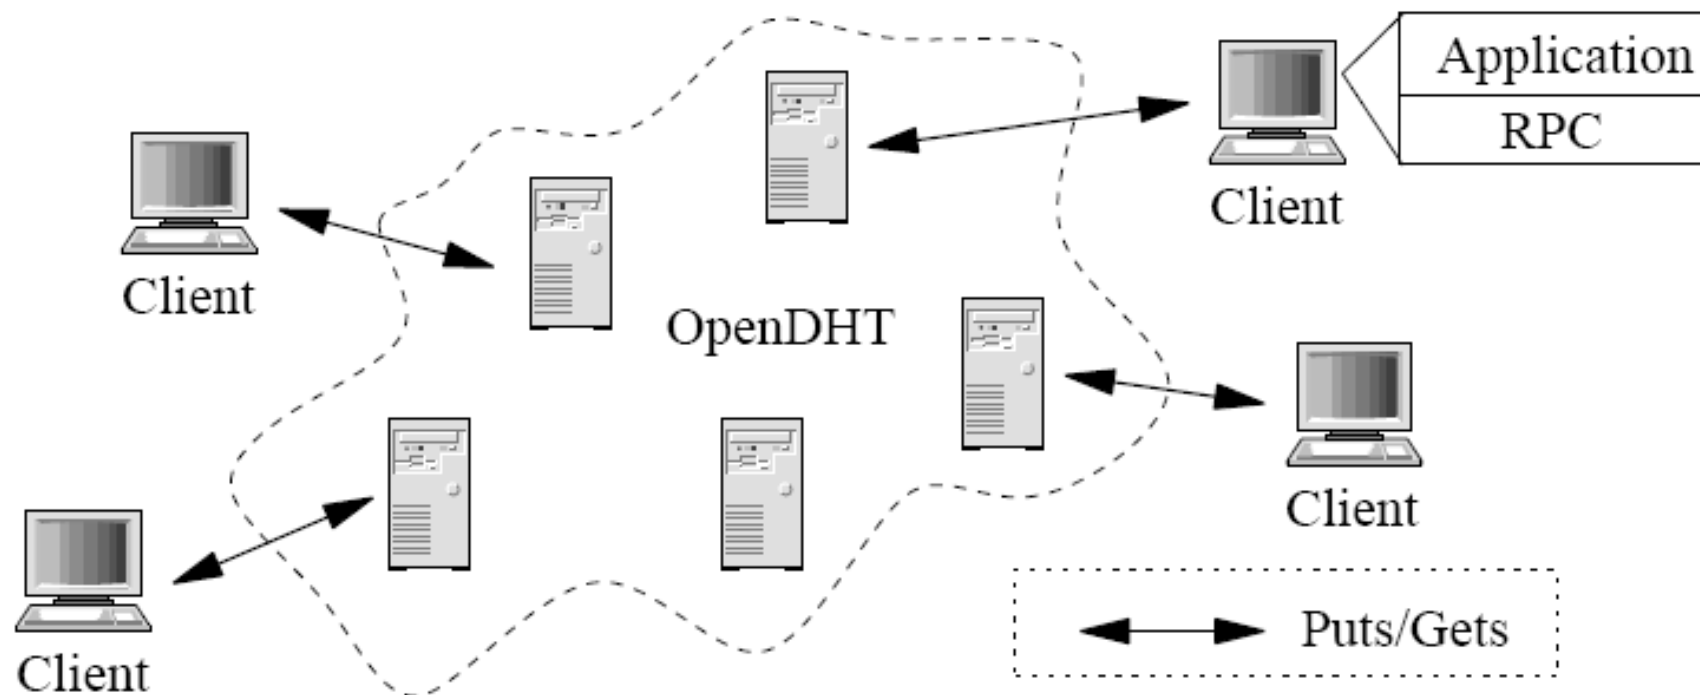 Application
RPC
Client
Client
OpenDHT
Client
Client
Puts/Gets